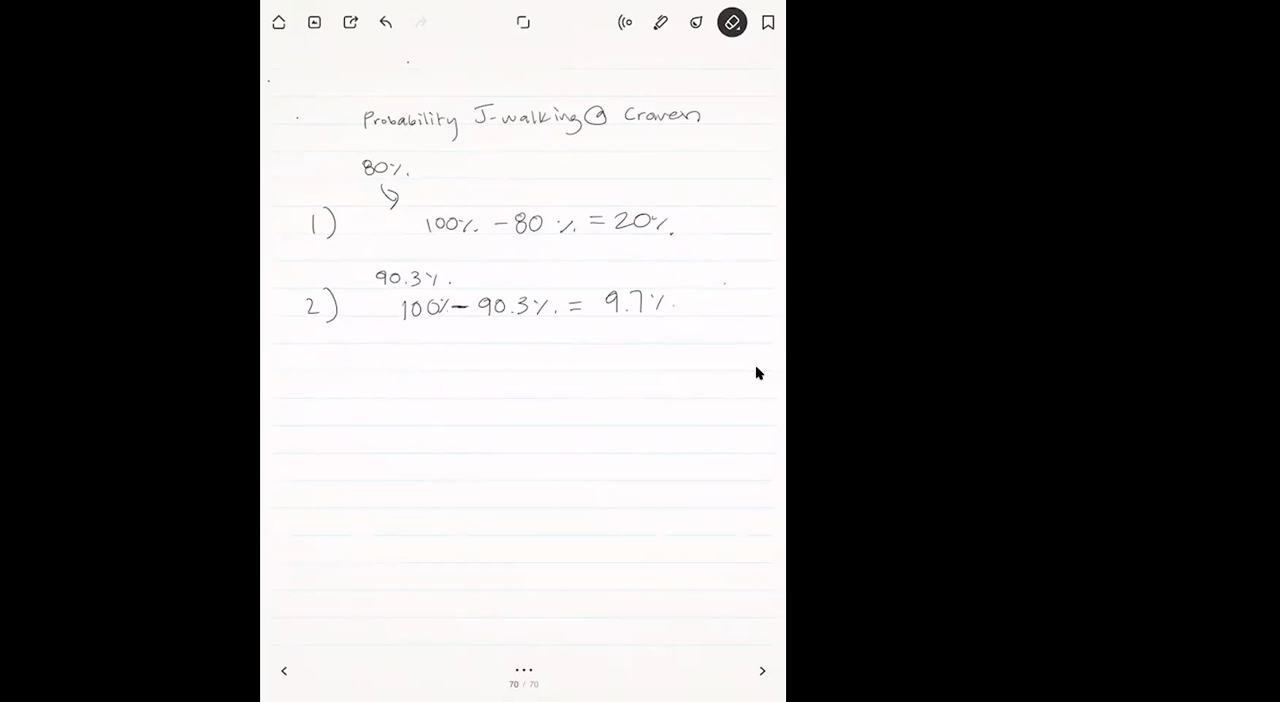 Probability J-walking @ Craven
80%.
1) 100% - 80 % = 20%.
90.3%.
2) 100% - 90.3%. = 9.7%.
70 / 70